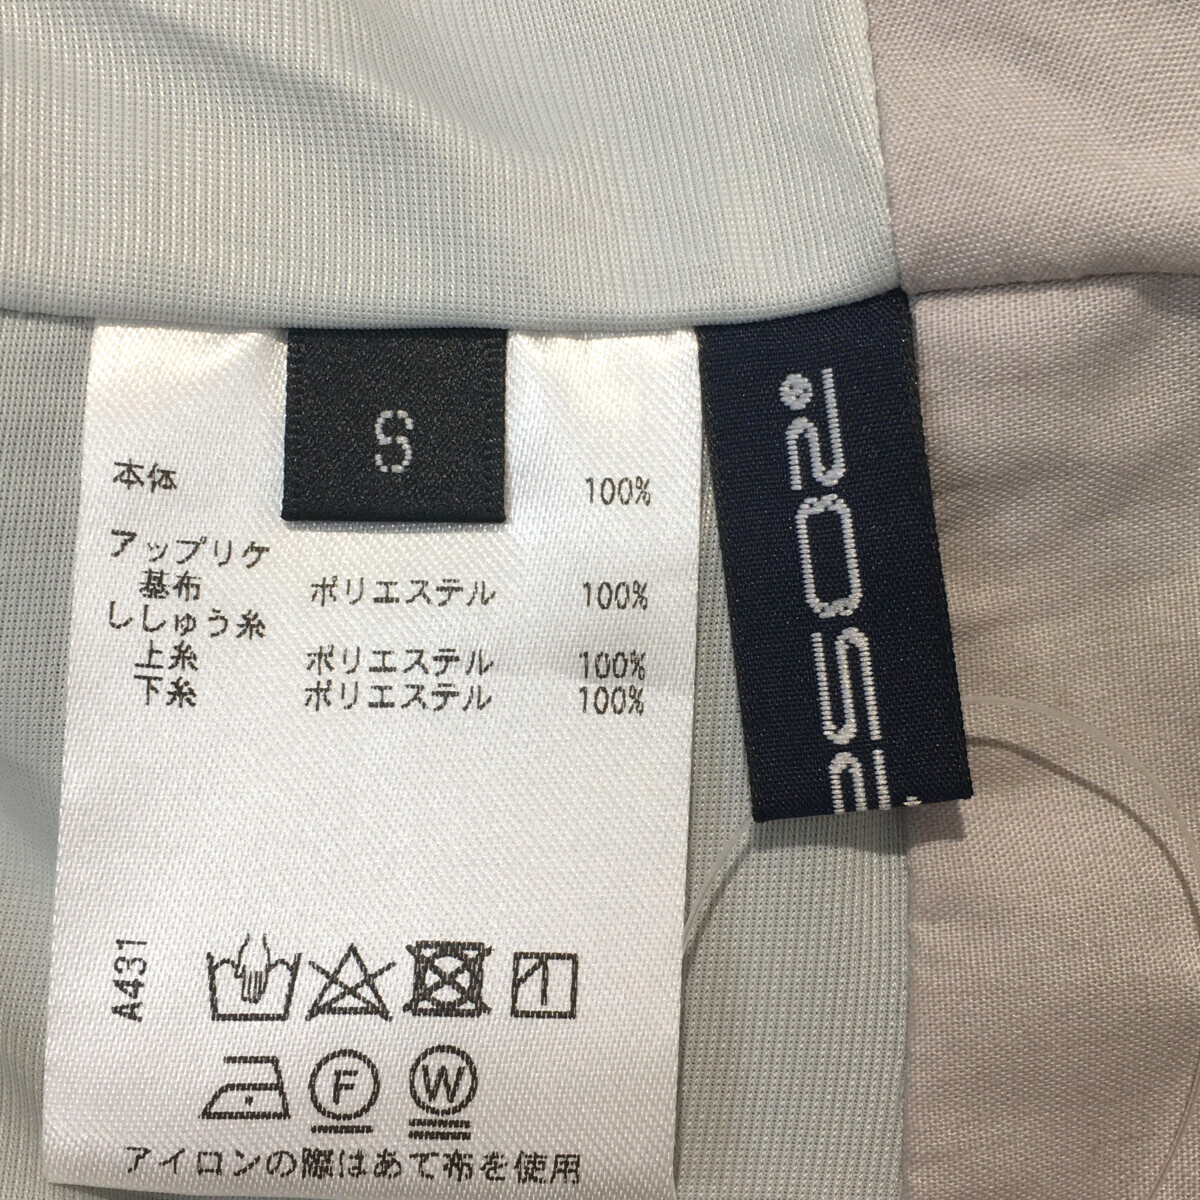 S
本体 100%
アップリケ
基布 ポリエステル 100%
ししゅう糸
上糸 ポリエステル 100%
下糸 ポリエステル 100%
A431
F W
アイロンの際はあて布を使用